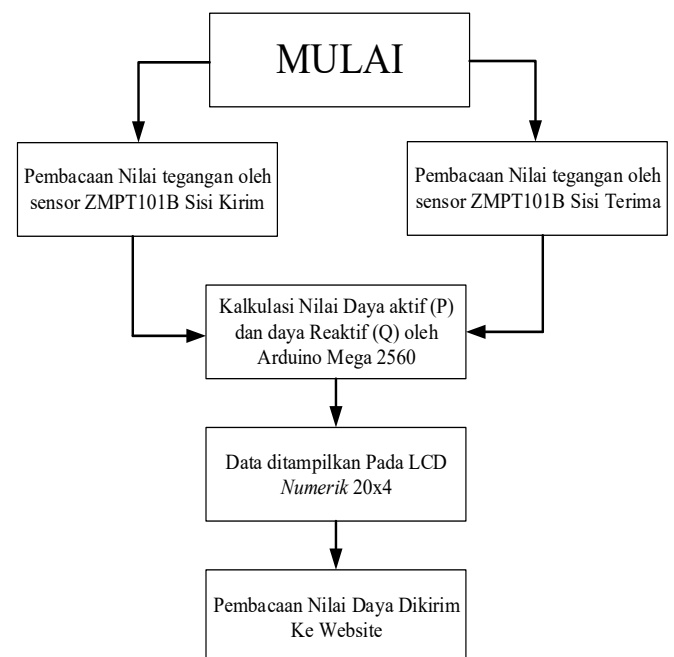 MULAI
Pembacaan Nilai tegangan oleh
sensor ZMPT101B Sisi Kirim
Pembacaan Nilai tegangan oleh
sensor ZMPT101B Sisi Terima
Kalkulasi Nilai Daya aktif (P)
dan daya Reaktif (Q) oleh
Arduino Mega 2560
Data ditampilkan Pada LCD
Numerik 20x4
Pembacaan Nilai Daya Dikirim
Ke Website